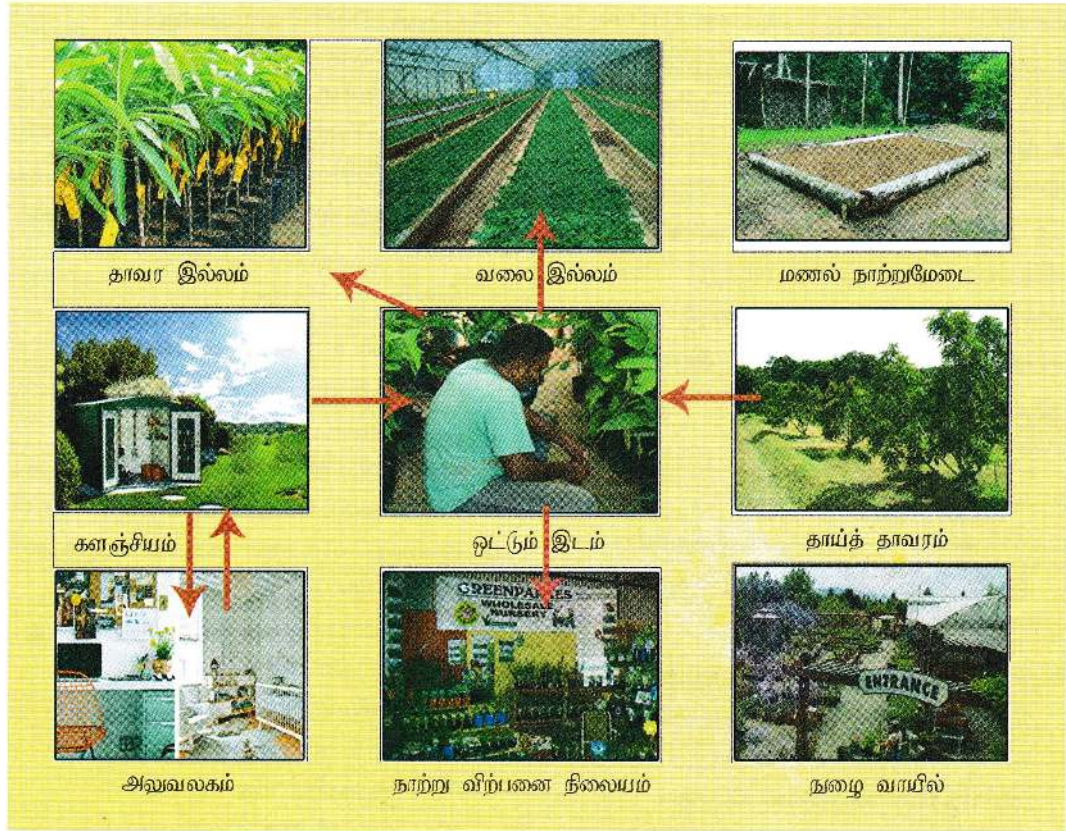 தாவர இல்லம்
வலை இல்லம்
மணல் நாற்றுமேடை
களஞ்சியம்
ஒட்டும் இடம்
தாய்த் தாவரம்
GREENPARKES
WHOLESALE
NURSERY
ENTRANCE
அலுவலகம்
நாற்று விற்பனை நிலையம்
நுழை வாயில்